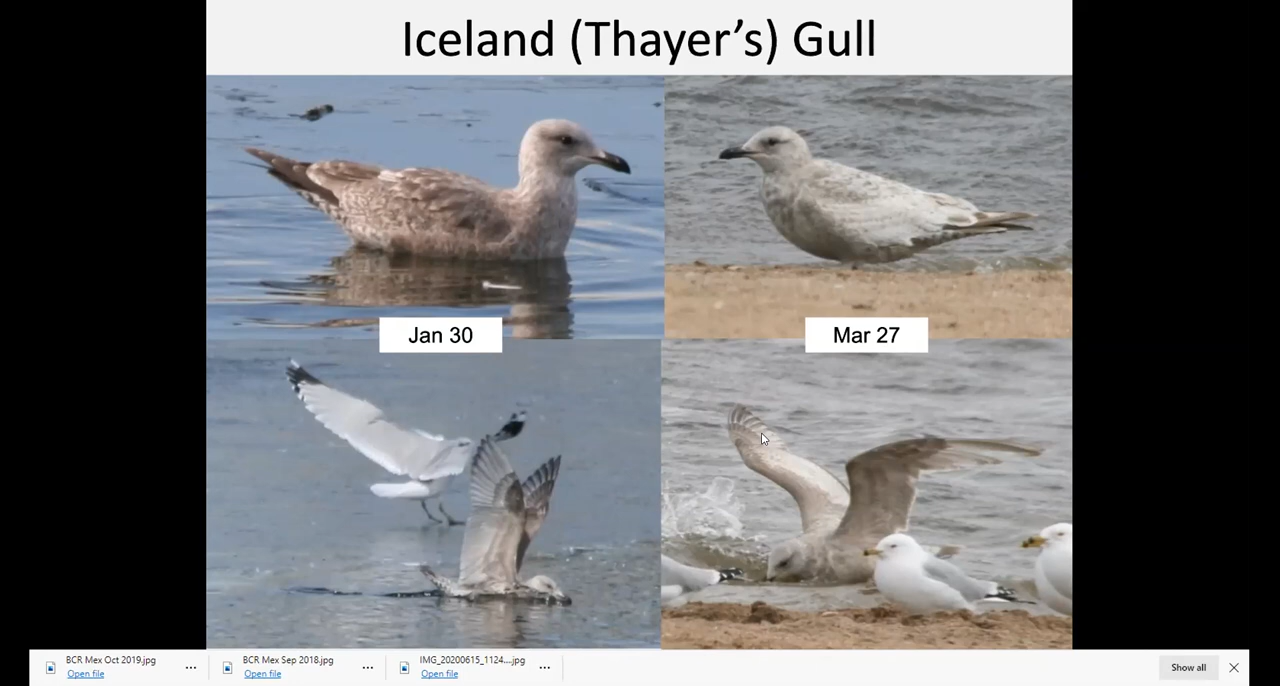 Iceland (Thayer’s) Gull
Jan 30
Mar 27
BCR Mex Oct 2019.jpg
Open file
BCR Mex Sep 2018.jpg
Open file
IMG_20200615_1124....jpg
Open file
Show all